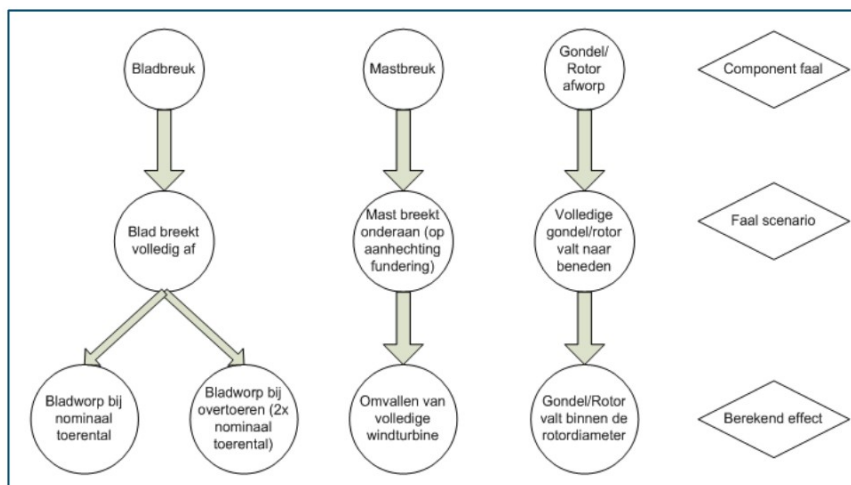 Bladbreuk
Mastbreuk
Gondel/
Rotor
afworp
Component faal
Blad breekt
volledig af
Mast breekt
onderaan (op
aanhechting
fundering)
Volledige
gondel/rotor
valt naar
beneden
Faal scenario
Bladworp bij
nominaal
toerental
Bladworp bij
overtoeren (2x
nominaal
toerental)
Omvallen van
volledige
windturbine
Gondel/Rotor
valt binnen de
rotordiameter
Berekend effect